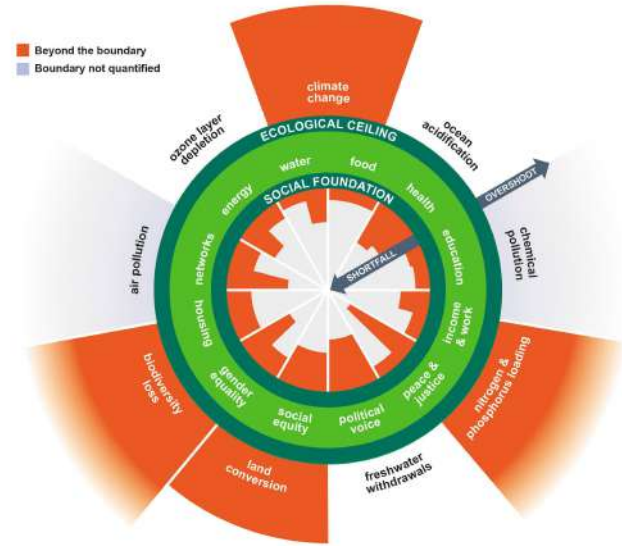 Beyond the boundary
Boundary not quantified
climate
change
ozone layer
depletion
ECOLOGICAL CEILING
ocean
acidification
water
food
energy
SOCIAL FOUNDATION
health
OVERSHOOT
SHORTFALL
networks
education
air pollution
chemical
pollution
housing
income
& work
biodiversity
loss
gender
equality
peace &
justice
nitrogen &
phosphorus loading
social
equity
political
voice
land
conversion
freshwater
withdrawals